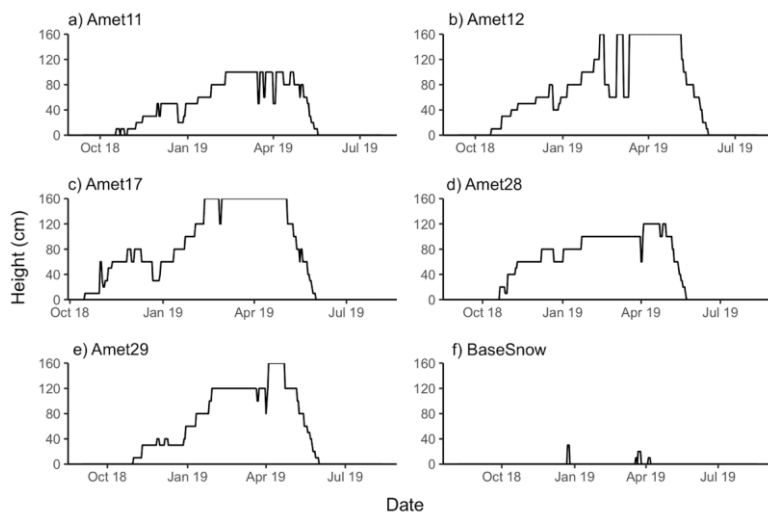 a) Amet11
b) Amet12
160
120
80
40
0
160
120
80
40
0
Oct 18 Jan 19 Apr 19 Jul 19
Oct 18 Jan 19 Apr 19 Jul 19
c) Amet17
d) Amet28
160
120
80
40
0
160
120
80
40
0
Oct 18 Jan 19 Apr 19 Jul 19
Oct 18 Jan 19 Apr 19 Jul 19
Height (cm)
e) Amet29
f) BaseSnow
160
120
80
40
0
160
120
80
40
0
Oct 18 Jan 19 Apr 19 Jul 19
Oct 18 Jan 19 Apr 19 Jul 19
Date